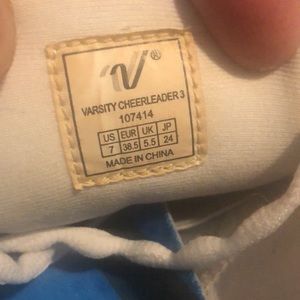 ®
VARSITY CHEERLEADER 3
107414
US EUR UK JP
7 38.5 5.5 24
MADE IN CHINA